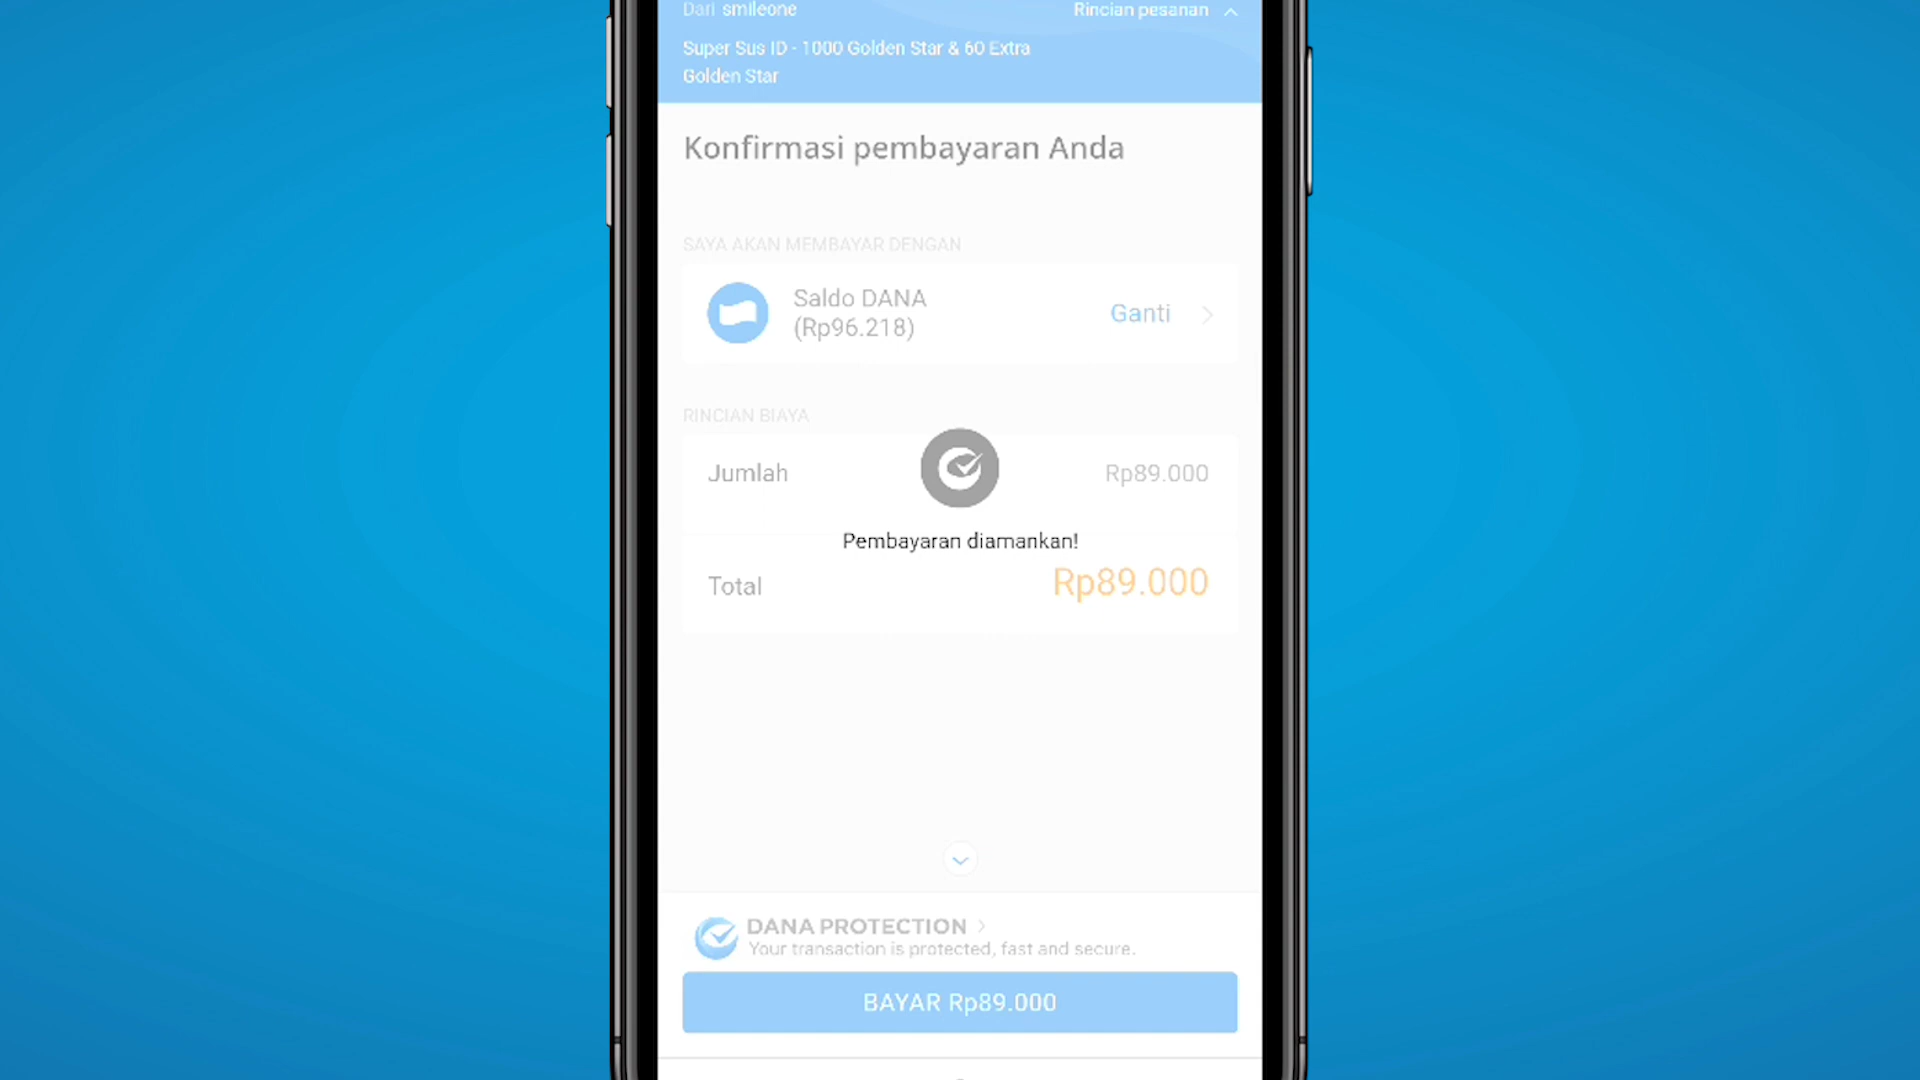 Dari smileone
Rincian pesanan
Super Sus ID - 1000 Golden Star & 60 Extra
Golden Star
Konfirmasi pembayaran Anda
SAYA AKAN MEMBAYAR DENGAN
Saldo DANA
(Rp96.218)
Ganti
RINCIAN BIAYA
Jumlah
Rp89.000
Pembayaran diamankan!
Total
Rp89.000
DANA PROTECTION
Your transaction is protected, fast and secure.
BAYAR Rp89.000